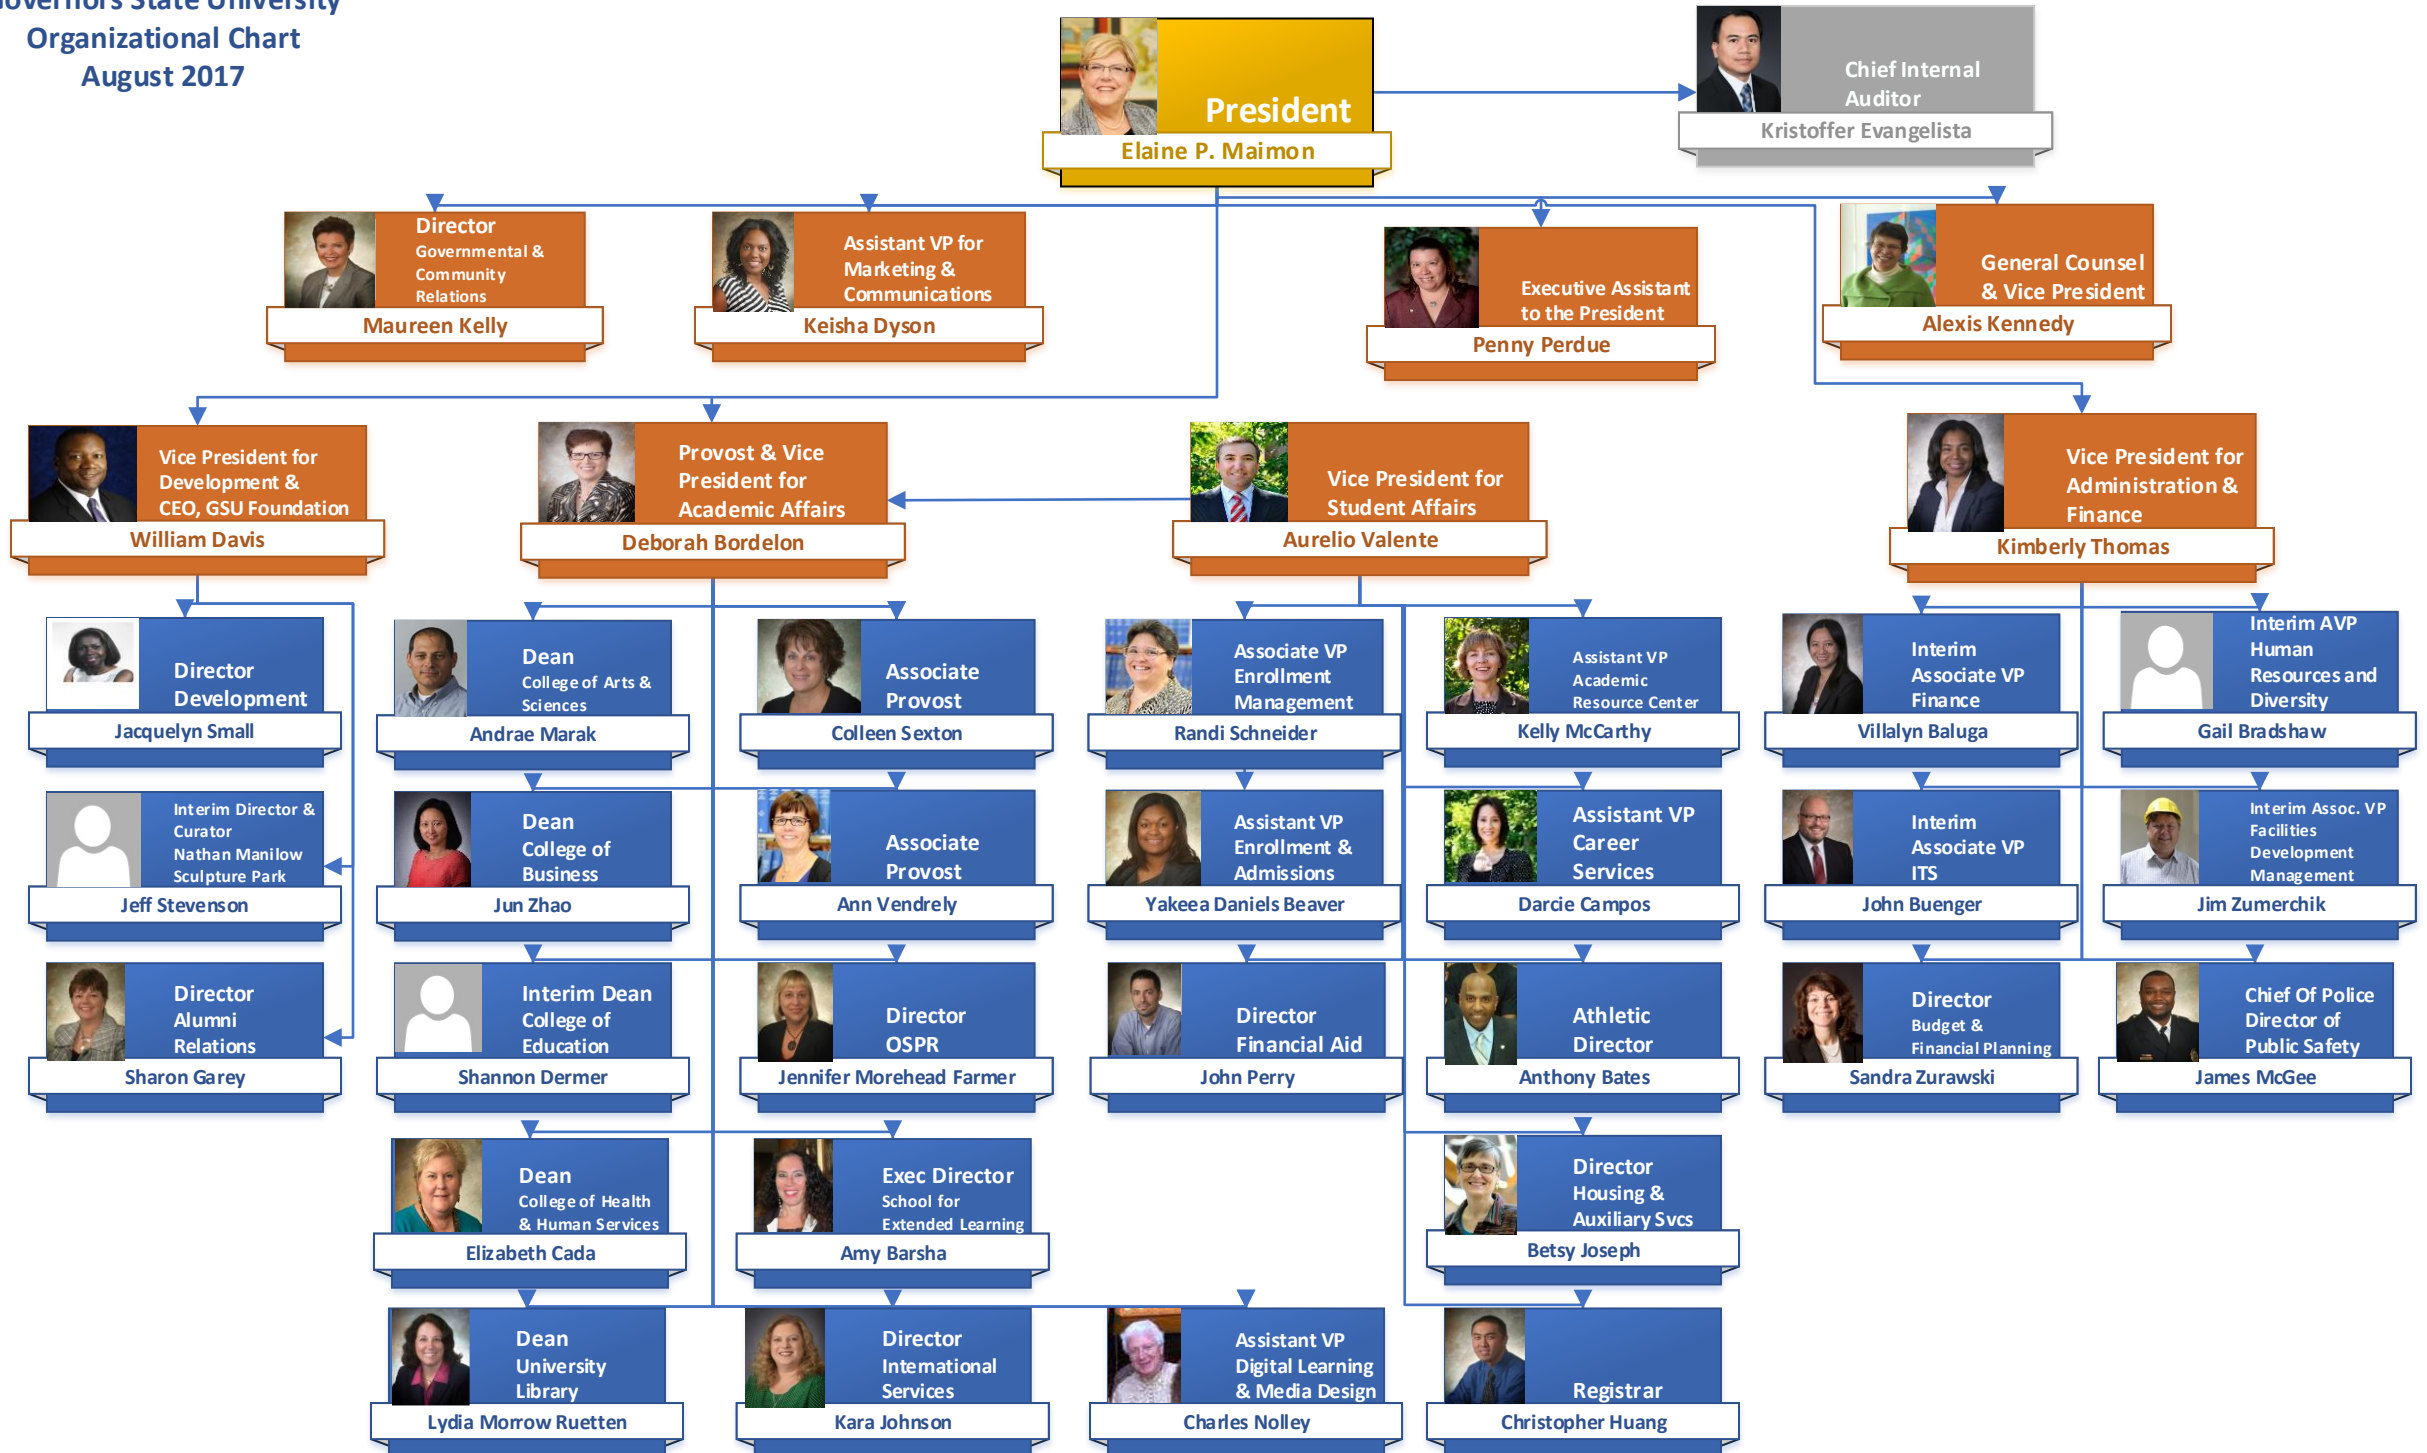 Governors State University
Organizational Chart
August 2017
President
Elaine P. Maimon
Chief Internal
Auditor
Kristoffer Evangelista
Director
Governmental &
Community
Relations
Maureen Kelly
Assistant VP for
Marketing &
Communications
Keisha Dyson
Executive Assistant
to the President
Penny Perdue
General Counsel
& Vice President
Alexis Kennedy
Vice President for
Development &
CEO, GSU Foundation
William Davis
Provost & Vice
President for
Academic Affairs
Deborah Bordelon
Vice President for
Student Affairs
Aurelio Valente
Vice President for
Administration &
Finance
Kimberly Thomas
Director
Development
Jacquelyn Small
Dean
College of Arts &
Sciences
Andrae Marak
Associate
Provost
Colleen Sexton
Associate VP
Enrollment
Management
Randi Schneider
Assistant VP
Academic
Resource Center
Kelly McCarthy
Interim
Associate VP
Finance
Villalyn Baluga
Interim AVP
Human
Resources and
Diversity
Gail Bradshaw
Interim Director &
Curator
Nathan Manilow
Sculpture Park
Jeff Stevenson
Dean
College of
Business
Jun Zhao
Associate
Provost
Ann Vendrely
Assistant VP
Enrollment &
Admissions
Yakeea Daniels Beaver
Assistant VP
Career
Services
Darcie Campos
Interim
Associate VP
ITS
John Buenger
Interim Assoc. VP
Facilities
Development
Management
Jim Zumerchik
Director
Alumni
Relations
Sharon Garey
Interim Dean
College of
Education
Shannon Dermer
Director
OSPR
Jennifer Morehead Farmer
Director
Financial Aid
John Perry
Athletic
Director
Anthony Bates
Director
Budget &
Financial Planning
Sandra Zurawski
Chief Of Police
Director of
Public Safety
James McGee
Dean
College of Health
& Human Services
Elizabeth Cada
Exec Director
School for
Extended Learning
Amy Barsha
Director
Housing &
Auxiliary Svcs
Betsy Joseph
Dean
University
Library
Lydia Morrow Ruetten
Director
International
Services
Kara Johnson
Assistant VP
Digital Learning
& Media Design
Charles Nolley
Registrar
Christopher Huang